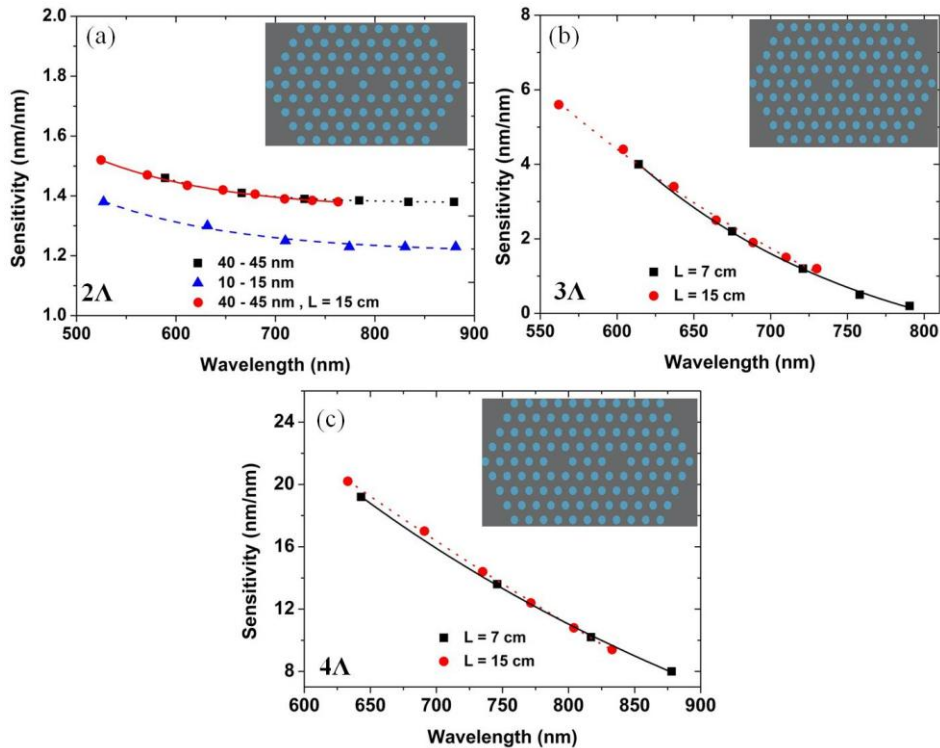 (a)
Sensitivity (nm/nm)
2.0
1.8
1.6
1.4
1.2
1.0
40 - 45 nm
10 - 15 nm
40 - 45 nm , L = 15 cm
2Λ
500 600 700 800 900
Wavelength (nm)
(b)
Sensitivity (nm/nm)
8
6
4
2
0
L = 7 cm
L = 15 cm
3Λ
550 600 650 700 750 800
Wavelength (nm)
(c)
Sensitivity (nm/nm)
24
20
16
12
8
L = 7 cm
L = 15 cm
4Λ
600 650 700 750 800 850 900
Wavelength (nm)